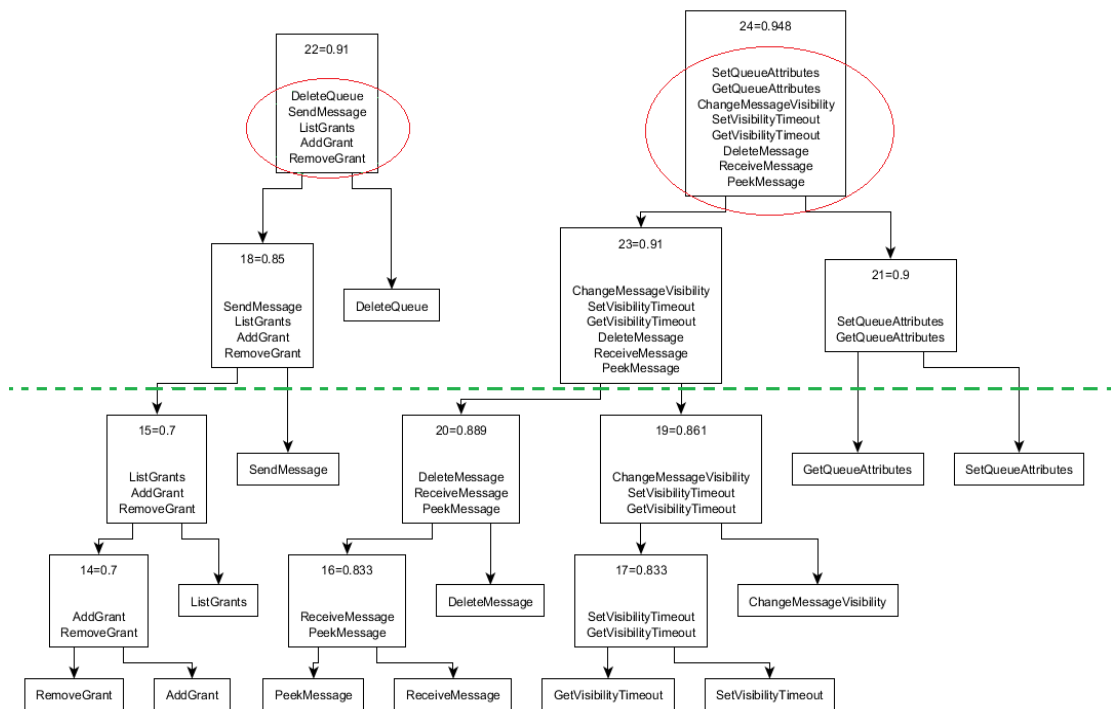 24=0.948
SetQueueAttributes
GetQueueAttributes
ChangeMessageVisibility
SetVisibilityTimeout
GetVisibilityTimeout
DeleteMessage
ReceiveMessage
PeekMessage
22=0.91
DeleteQueue
SendMessage
ListGrants
AddGrant
RemoveGrant
18=0.85
SendMessage
ListGrants
AddGrant
RemoveGrant
DeleteQueue
23=0.91
ChangeMessageVisibility
SetVisibilityTimeout
GetVisibilityTimeout
DeleteMessage
ReceiveMessage
PeekMessage
21=0.9
SetQueueAttributes
GetQueueAttributes
15=0.7
ListGrants
AddGrant
RemoveGrant
SendMessage
20=0.889
DeleteMessage
ReceiveMessage
PeekMessage
19=0.861
ChangeMessageVisibility
SetVisibilityTimeout
GetVisibilityTimeout
GetQueueAttributes
SetQueueAttributes
14=0.7
AddGrant
RemoveGrant
ListGrants
16=0.833
ReceiveMessage
PeekMessage
DeleteMessage
17=0.833
SetVisibilityTimeout
GetVisibilityTimeout
ChangeMessageVisibility
RemoveGrant
AddGrant
PeekMessage
ReceiveMessage
GetVisibilityTimeout
SetVisibilityTimeout